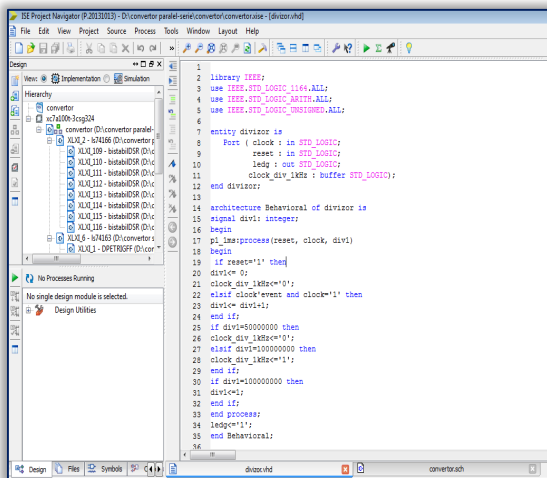 ISE Project Navigator (P.20131013) - D:\convertor paralel-serie\convertor\convertor.xise - [divizor.vhd]
File Edit View Project Source Process Tools Window Layout Help
Design
View: Implementation Simulation
Hierarchy
convertor
xc7a100t-3csg324
convertor (D:\convertor paralel-
XLXI_2 - ls74166 (D:\convertor p
XLXI_109 - bistabilDSR (D:\c
XLXI_110 - bistabilDSR (D:\c
XLXI_111 - bistabilDSR (D:\c
XLXI_112 - bistabilDSR (D:\c
XLXI_113 - bistabilDSR (D:\c
XLXI_114 - bistabilDSR (D:\c
XLXI_115 - bistabilDSR (D:\c
XLXI_116 - bistabilDSR (D:\c
XLXI_6 - ls74163 (D:\convertor s
XLXI_1 - DPETRIGFF (D:\cor
No Processes Running
No single design module is selected.
Design Utilities
Design Files Symbols
1
2 library IEEE;
3 use IEEE.STD_LOGIC_1164.ALL;
4 use IEEE.STD_LOGIC_ARITH.ALL;
5 use IEEE.STD_LOGIC_UNSIGNED.ALL;
6
7 entity divizor is
8 Port ( clock : in STD_LOGIC;
9 reset : in STD_LOGIC;
10 ledg : out STD_LOGIC;
11 clock_div_1kHz : buffer STD_LOGIC);
12 end divizor;
13
14 architecture Behavioral of divizor is
15 signal div1: integer;
16 begin
17 p1_1ms:process(reset, clock, div1)
18 begin
19 if reset='1' then
20 div1<= 0;
21 clock_div_1kHz<='0';
22 elsif clock'event and clock='1' then
23 div1<= div1+1;
24 end if;
25 if div1=50000000 then
26 clock_div_1kHz<='0';
27 elsif div1=100000000 then
28 clock_div_1kHz<='1';
29 end if;
30 if div1=100000000 then
31 div1<=1;
32 end if;
33 end process;
34 ledg<='1';
35 end Behavioral;
36
divizor.vhd
convertor.sch